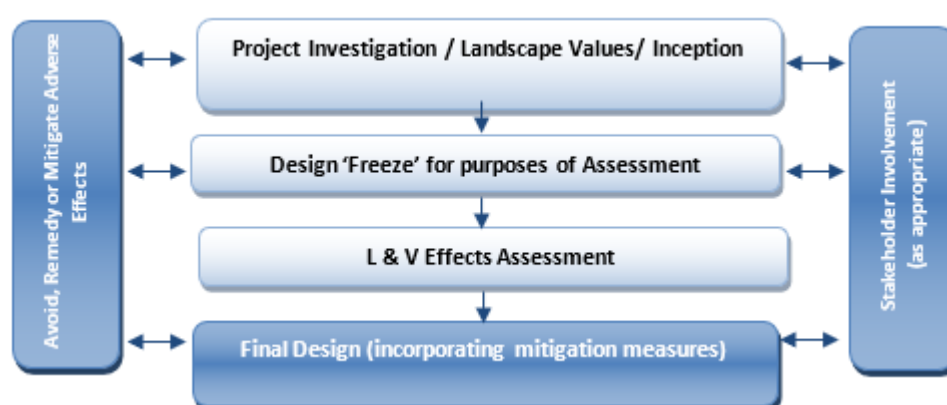 Avoid, Remedy or Mitigate Adverse
Effects
Project Investigation / Landscape Values/ Inception
Design ‘Freeze’ for purposes of Assessment
L & V Effects Assessment
Final Design (incorporating mitigation measures)
Stakeholder Involvement
(as appropriate)